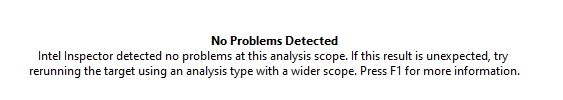 No Problems Detected
Intel Inspector detected no problems at this analysis scope. If this result is unexpected, try
rerunning the target using an analysis type with a wider scope. Press F1 for more information.